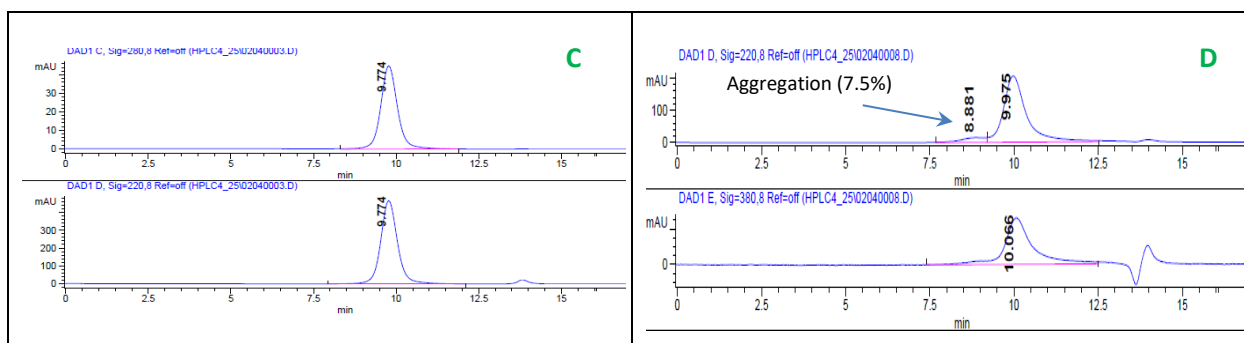 DAD1 C, Sig=280,8 Ref=off (HPLC4_25\02040003.D)
C
mAU
30
20
10
0
9.774
0 2.5 5 7.5 10 12.5 15
min
DAD1 D, Sig=220,8 Ref=off (HPLC4_25\02040003.D)
mAU
300
200
100
0
9.774
0 2.5 5 7.5 10 12.5 15
min
DAD1 D, Sig=220,8 Ref=off (HPLC4_25\02040008.D)
D
mAU
Aggregation (7.5%)
100
0
8.881
9.975
0 2.5 5 7.5 10 12.5 15
min
DAD1 E, Sig=380,8 Ref=off (HPLC4_25\02040008.D)
mAU
0
10.066
0 2.5 5 7.5 10 12.5 15
min